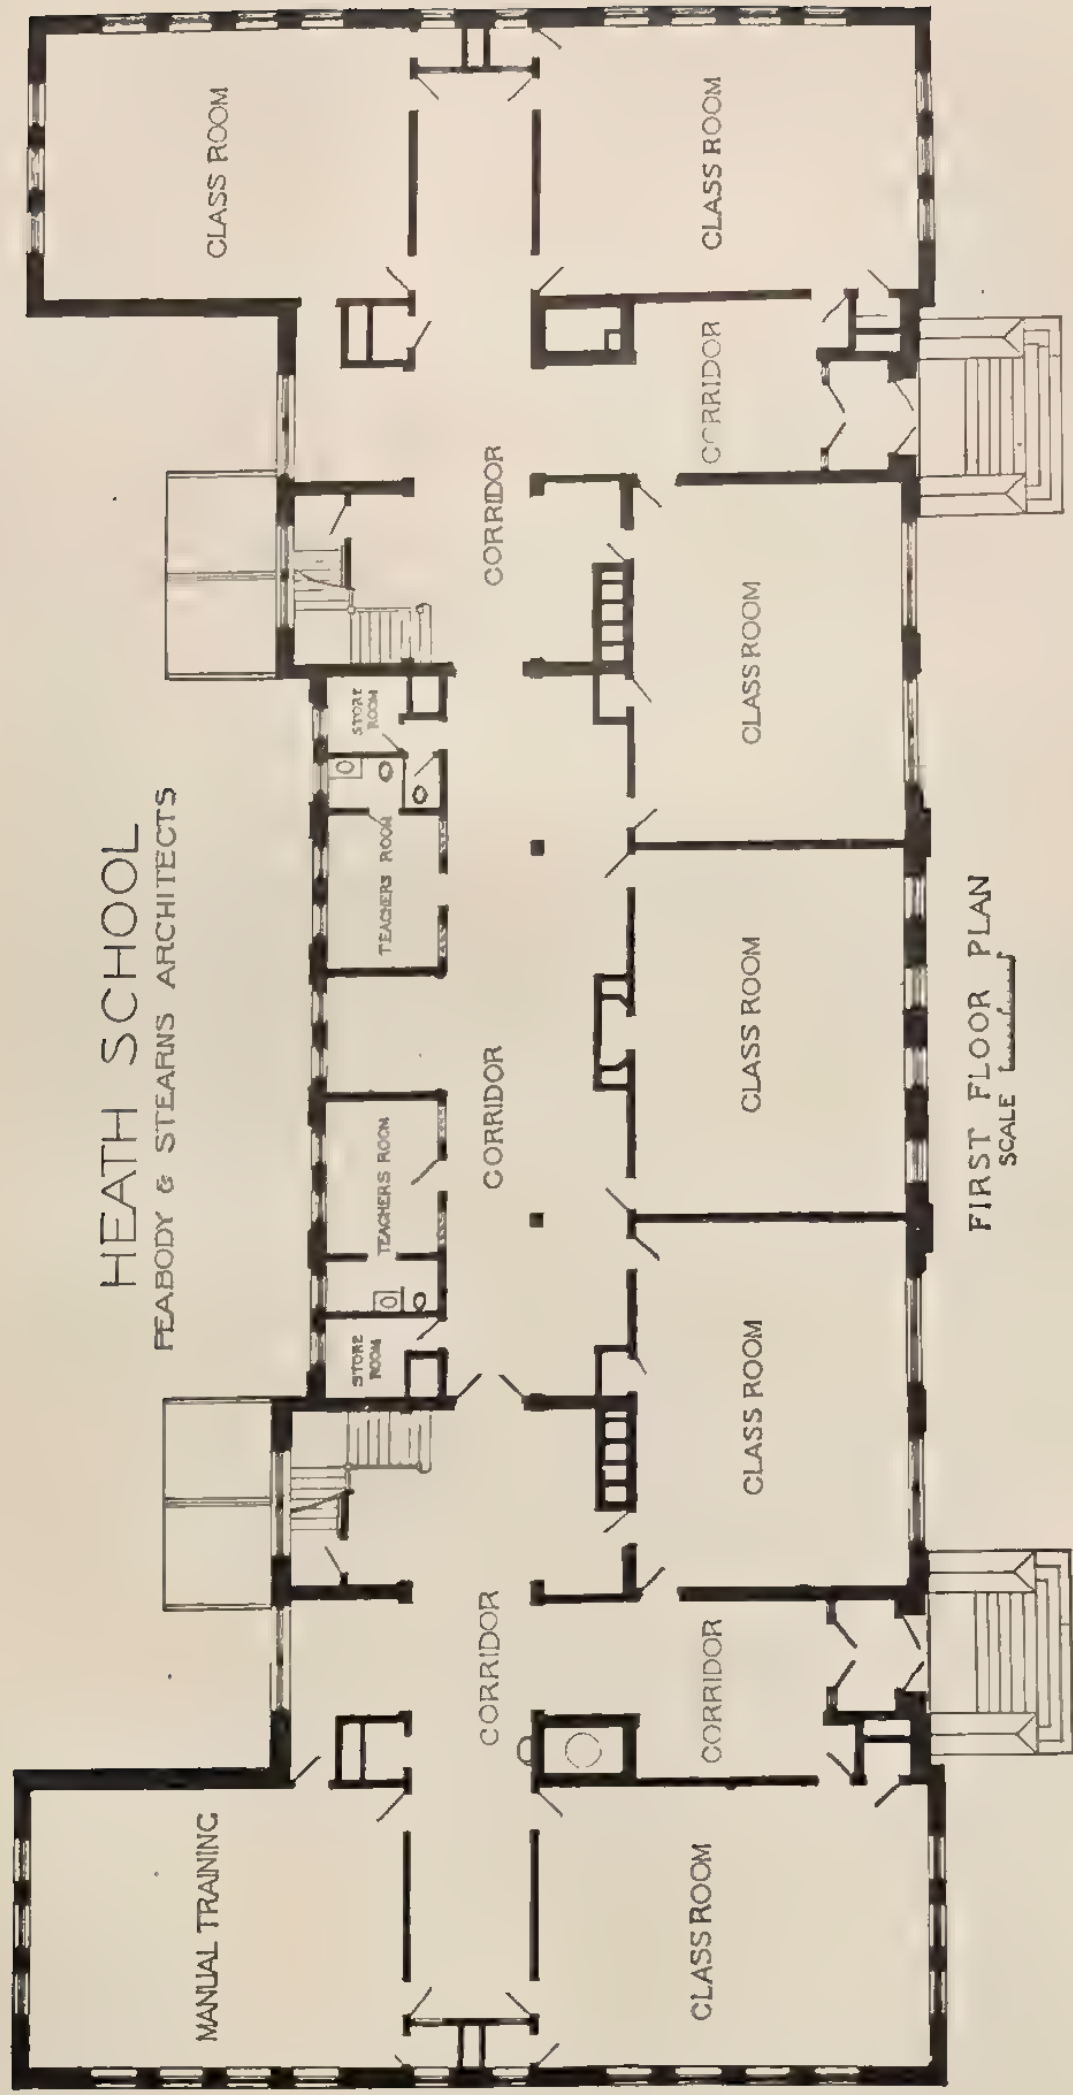 HEATH SCHOOL
PEABODY & STEARNS ARCHITECTS
MANUAL TRAINING
CLASS ROOM
STORE
ROOM
TEACHERS ROOM
TEACHERS ROOM
STORE
ROOM
CORRIDOR
CORRIDOR
CORRIDOR
CLASS ROOM
CORRIDOR
CLASS ROOM
CLASS ROOM
CLASS ROOM
CORRIDOR
CLASS ROOM
FIRST FLOOR PLAN
SCALE